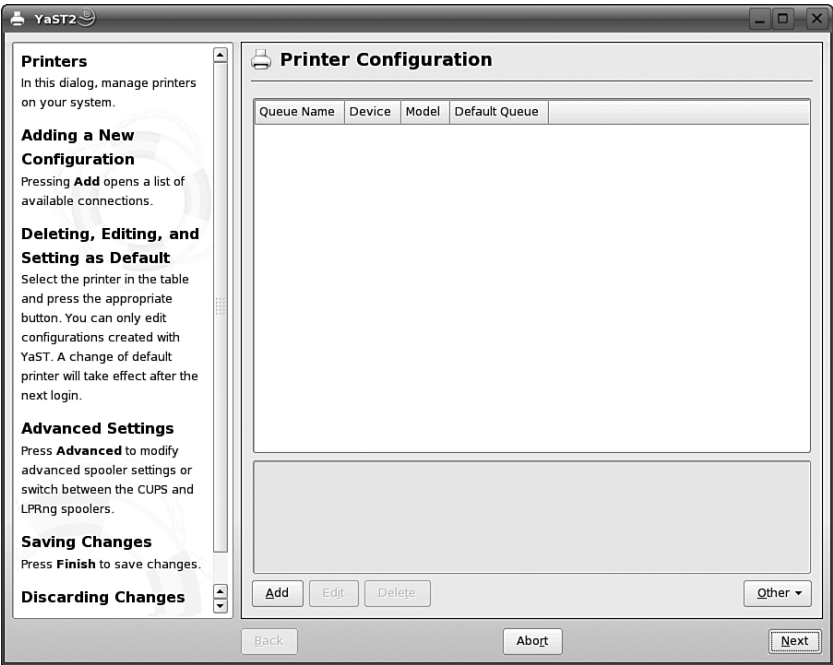 YaST2
Printers
In this dialog, manage printers
on your system.
Adding a New
Configuration
Pressing Add opens a list of
available connections.
Deleting, Editing, and
Setting as Default
Select the printer in the table
and press the appropriate
button. You can only edit
configurations created with
YaST. A change of default
printer will take effect after the
next login.
Advanced Settings
Press Advanced to modify
advanced spooler settings or
switch between the CUPS and
LPRng spoolers.
Saving Changes
Press Finish to save changes.
Discarding Changes
Printer Configuration
Queue Name Device Model Default Queue
Add Edit Delete Other
Back Abort Next